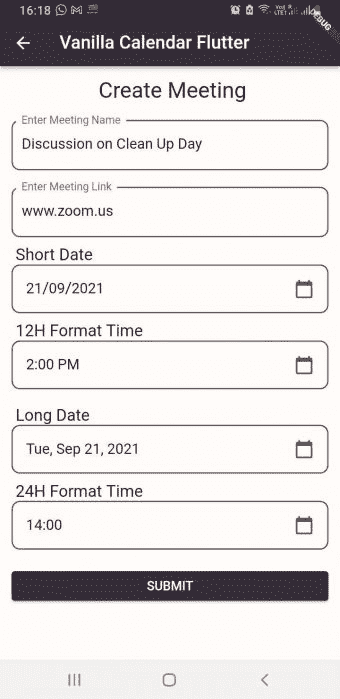 16:18
DEBUG
Vanilla Calendar Flutter
Create Meeting
Enter Meeting Name
Discussion on Clean Up Day
Enter Meeting Link
www.zoom.us
Short Date
21/09/2021
12H Format Time
2:00 PM
Long Date
Tue, Sep 21, 2021
24H Format Time
14:00
SUBMIT